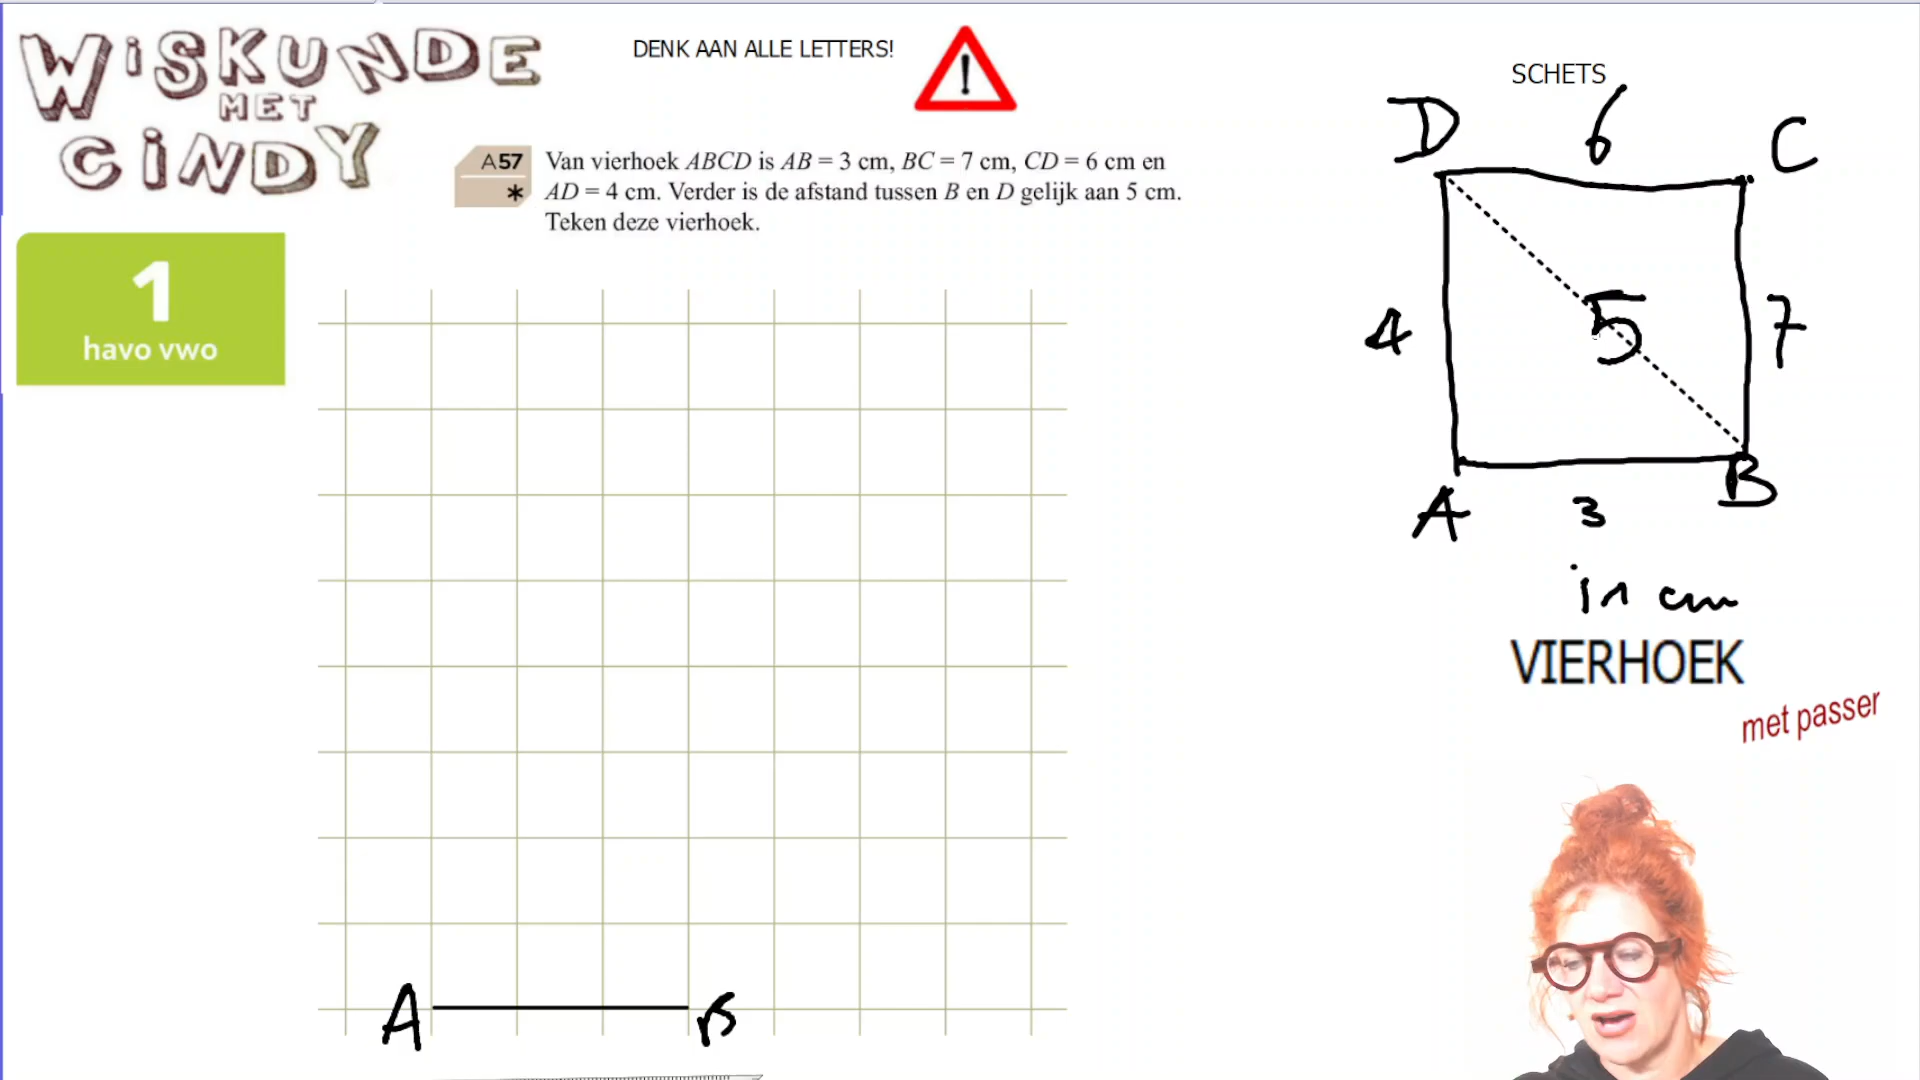 WiSKUNDE
MET
CiNDY
DENK AAN ALLE LETTERS!
!
A57
*
Van vierhoek ABCD is AB = 3 cm, BC = 7 cm, CD = 6 cm en
AD = 4 cm. Verder is de afstand tussen B en D gelijk aan 5 cm.
Teken deze vierhoek.
1
havo vwo
A B
SCHETS
D 6 C
4 5 7
A 3 B
in cm
VIERHOEK
met passer